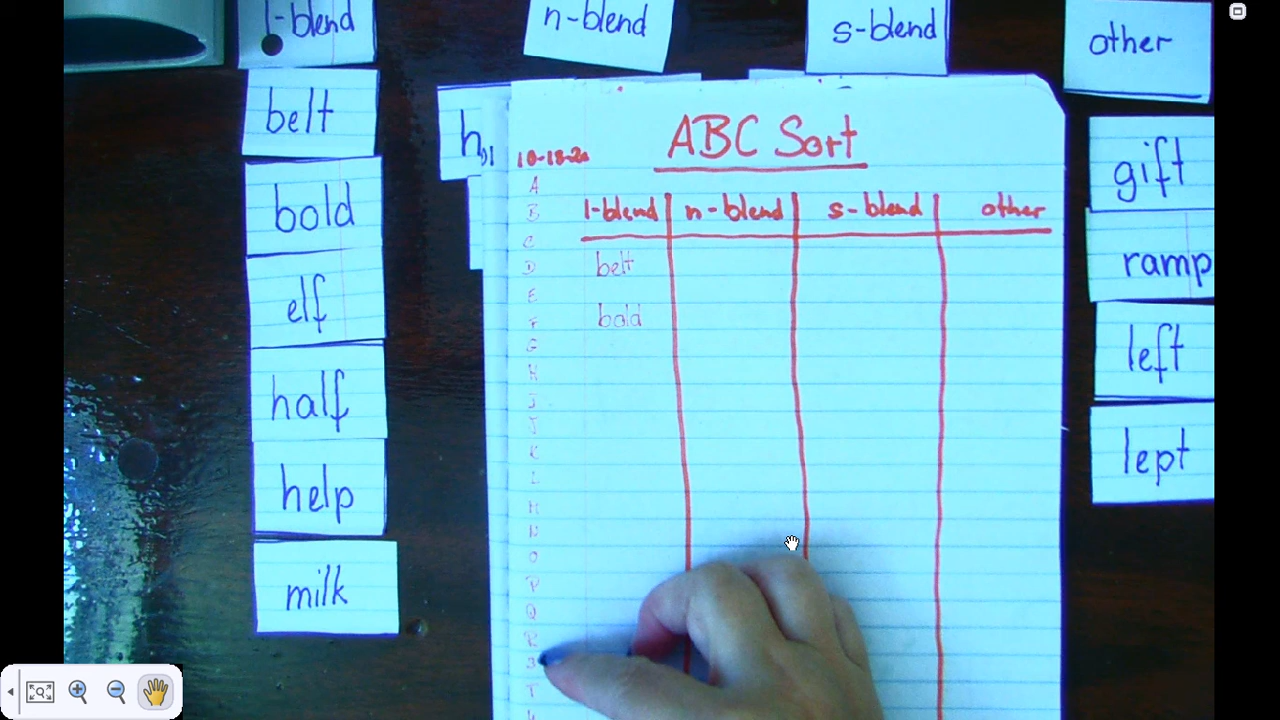 l-blend
n-blend
s-blend
other
belt
bold
elf
half
help
milk
h
gift
ramp
left
lept
ABC Sort
10-18-20
l-blend n-blend s-blend other
belt
bold
A
B
C
D
E
F
G
H
I
J
K
L
M
N
O
P
Q
R
S
T